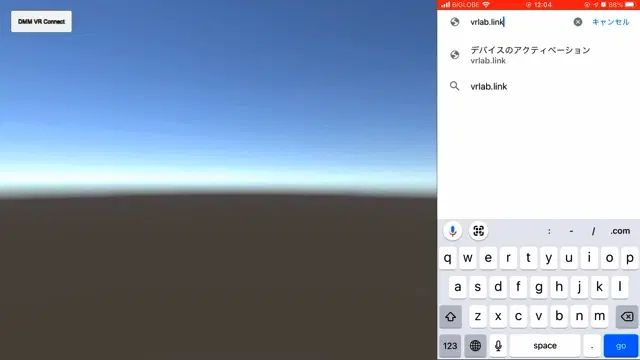 DMM VR Connect
BIGLOBE 12:04 86%
vrlab.link キャンセル
デバイスのアクティベーション
vrlab.link
vrlab.link
: - / .com
q w e r t y u i o p
a s d f g h j k l
z x c v b n m
123 space . go